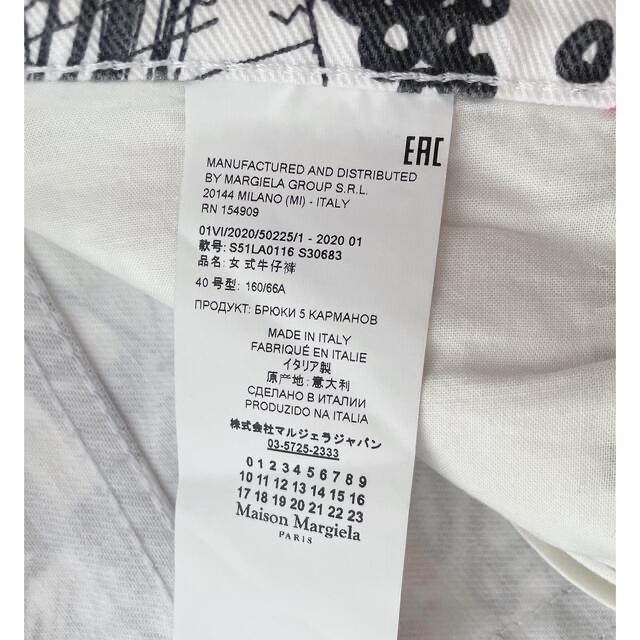 EAC
MANUFACTURED AND DISTRIBUTED
BY MARGIELA GROUP S.R.L.
20144 MILANO (MI) - ITALY
RN 154909
01VI/2020/50225/1 - 2020 01
款号: S51LA0116 S30683
品名: 女 式牛仔裤
40 号型: 160/66A
ПРОДУКТ: БРЮКИ 5 КАРМАНОВ
MADE IN ITALY
FABRIQUÉ EN ITALIE
イタリア製
原产地: 意大利
СДЕЛАНО В ИТАЛИИ
PRODUZIDO NA ITALIA
株式会社マルジェラジャパン
03-5725-2333
0 1 2 3 4 5 6 7 8 9
10 11 12 13 14 15 16
17 18 19 20 21 22 23
Maison Margiela
PARIS